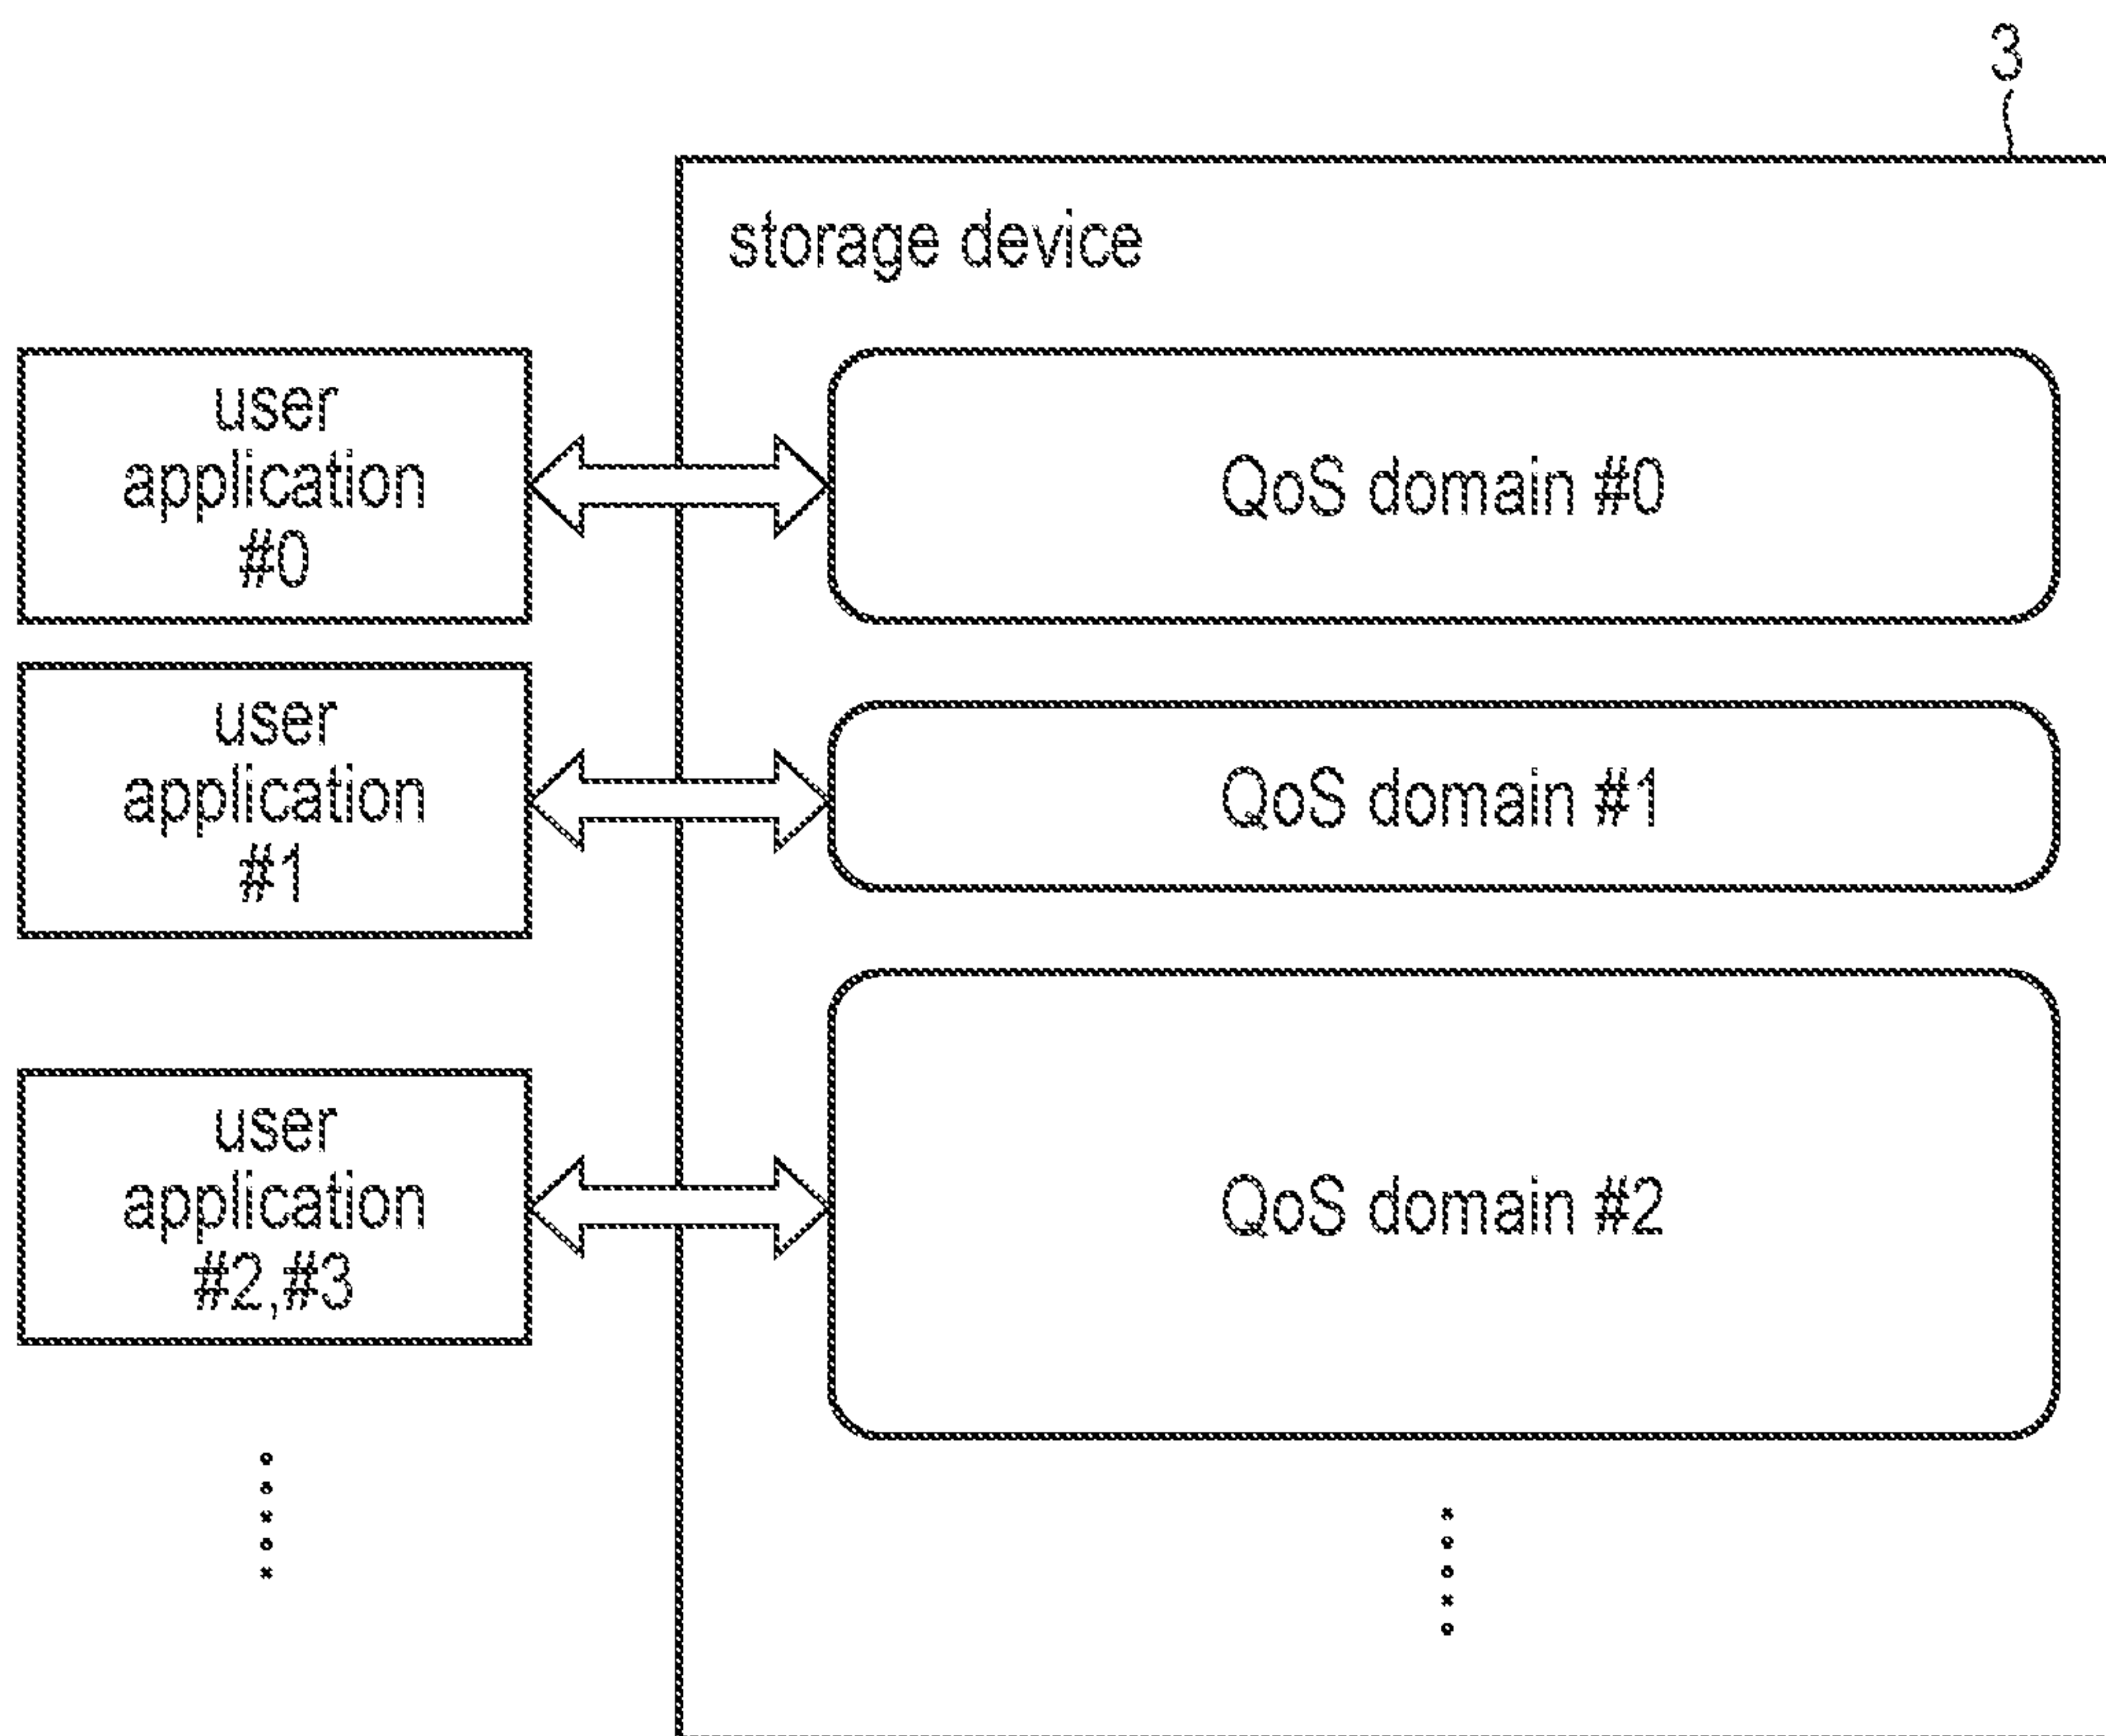 3
storage device
user
application
#0
QoS domain #0
user
application
#1
QoS domain #1
user
application
#2,#3
QoS domain #2